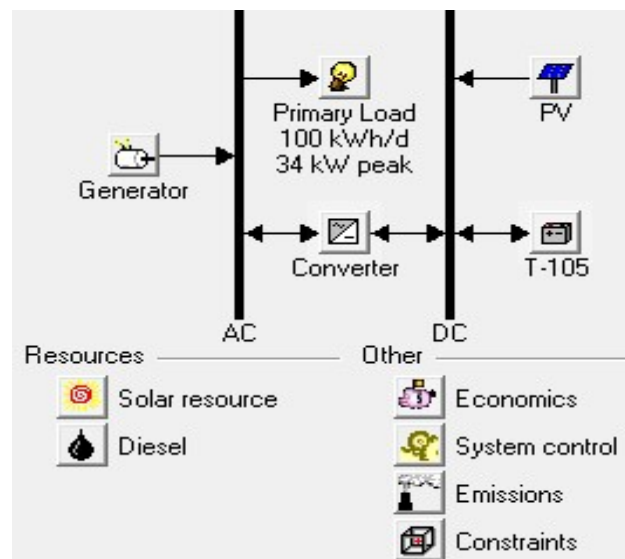 Primary Load
100 kWh/d
34 kW peak
PV
Generator
Converter
T-105
AC
DC
Resources
Other
Solar resource
Economics
Diesel
System control
Emissions
Constraints